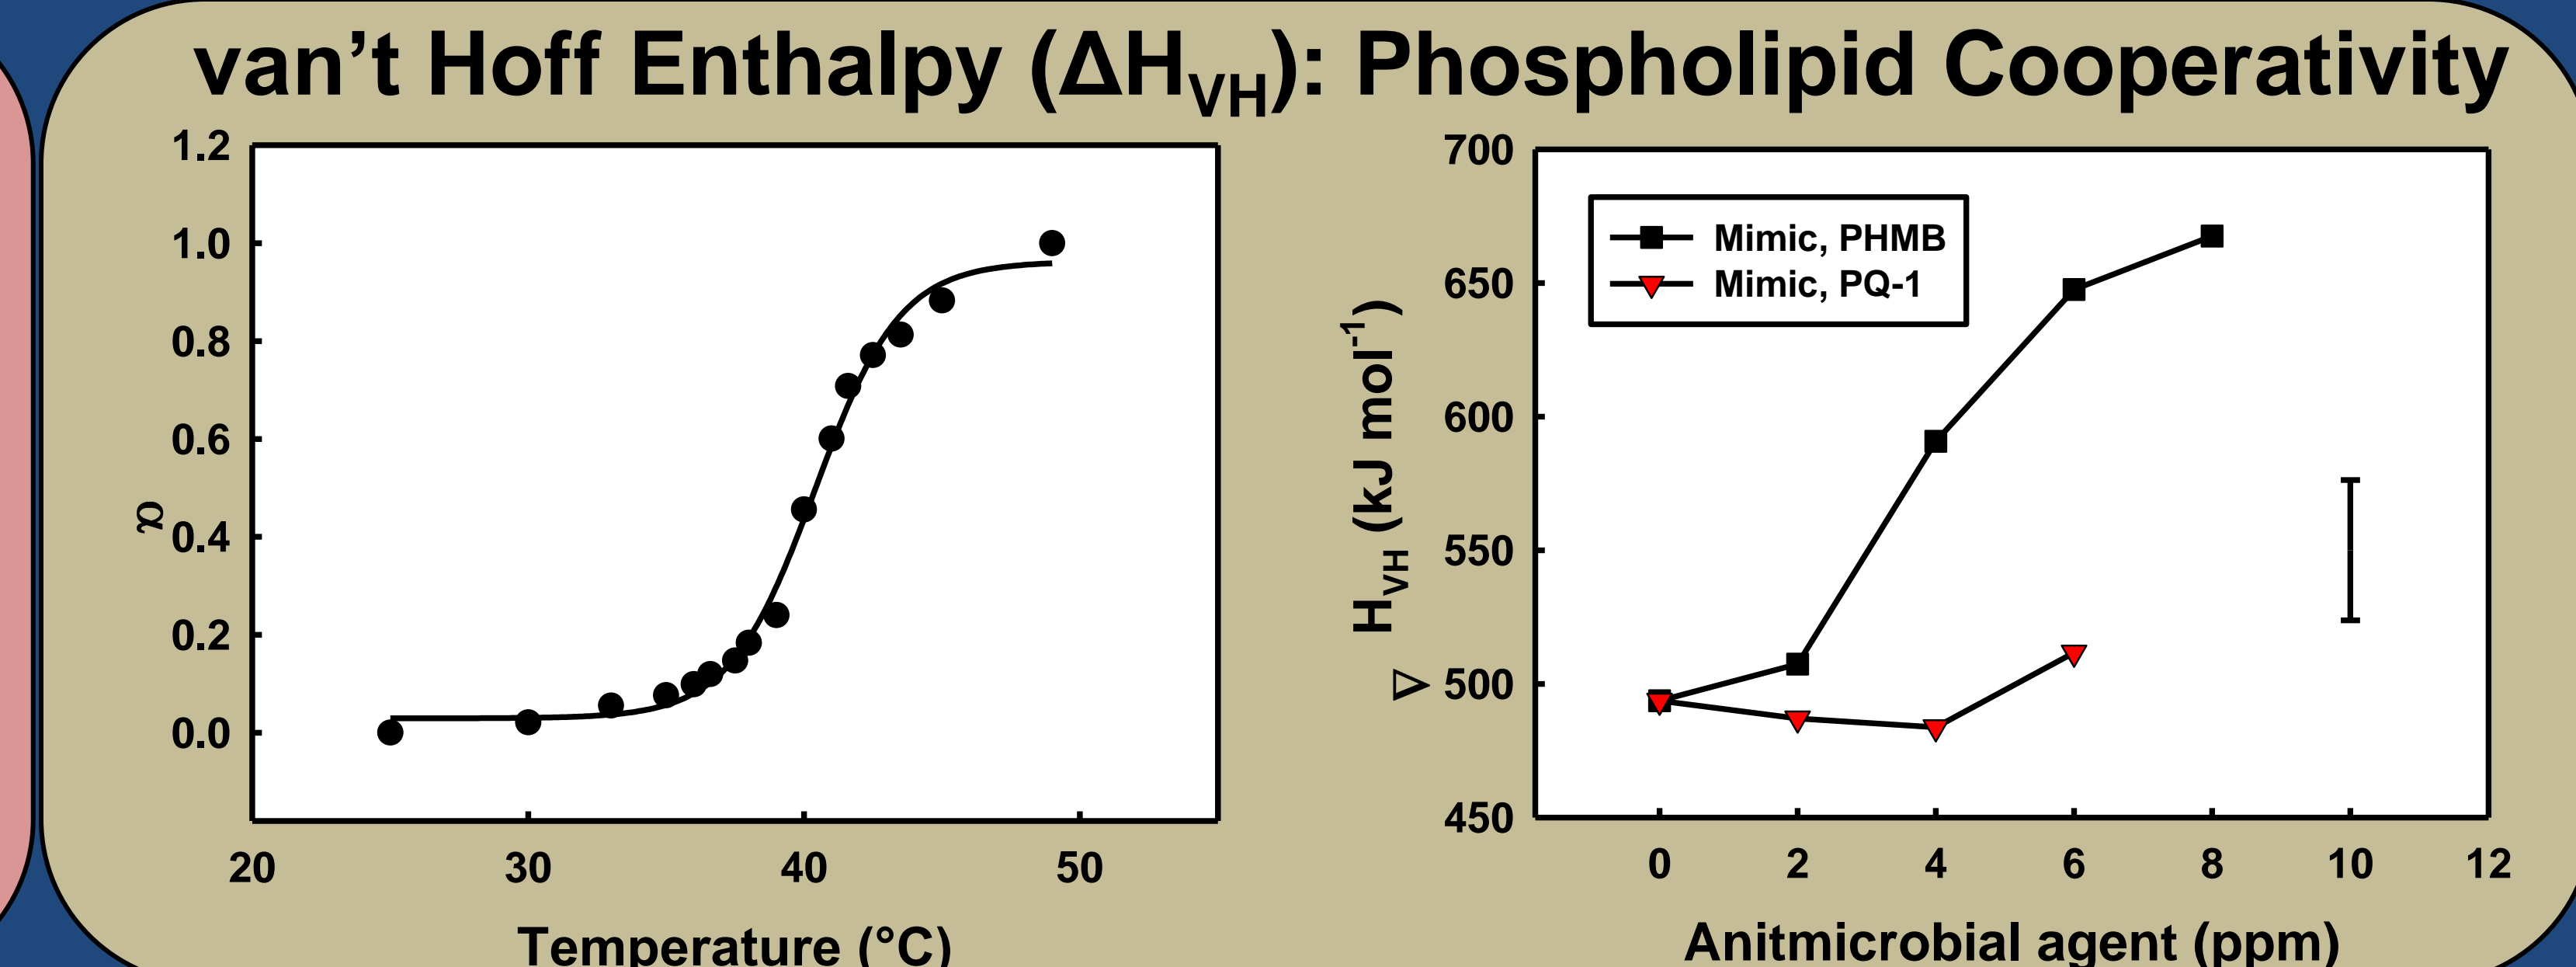 van't Hoff Enthalpy (ΔHVH): Phospholipid Cooperativity
1.2
1.0
0.8
0.6
0.4
0.2
0.0
α
20 30 40 50
Temperature (°C)
700
650
600
550
500
450
∇ HVH (kJ mol-1)
Mimic, PHMB
Mimic, PQ-1
0 2 4 6 8 10 12
Anitmicrobial agent (ppm)